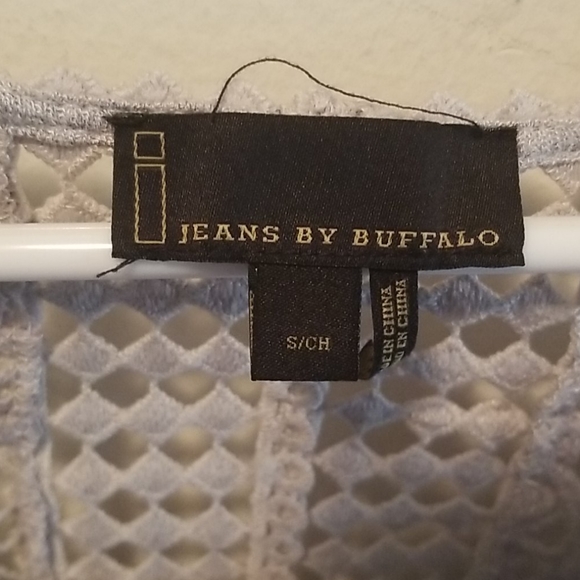 i
JEANS BY BUFFALO
S/CH
IN CHINA
EN CHINA